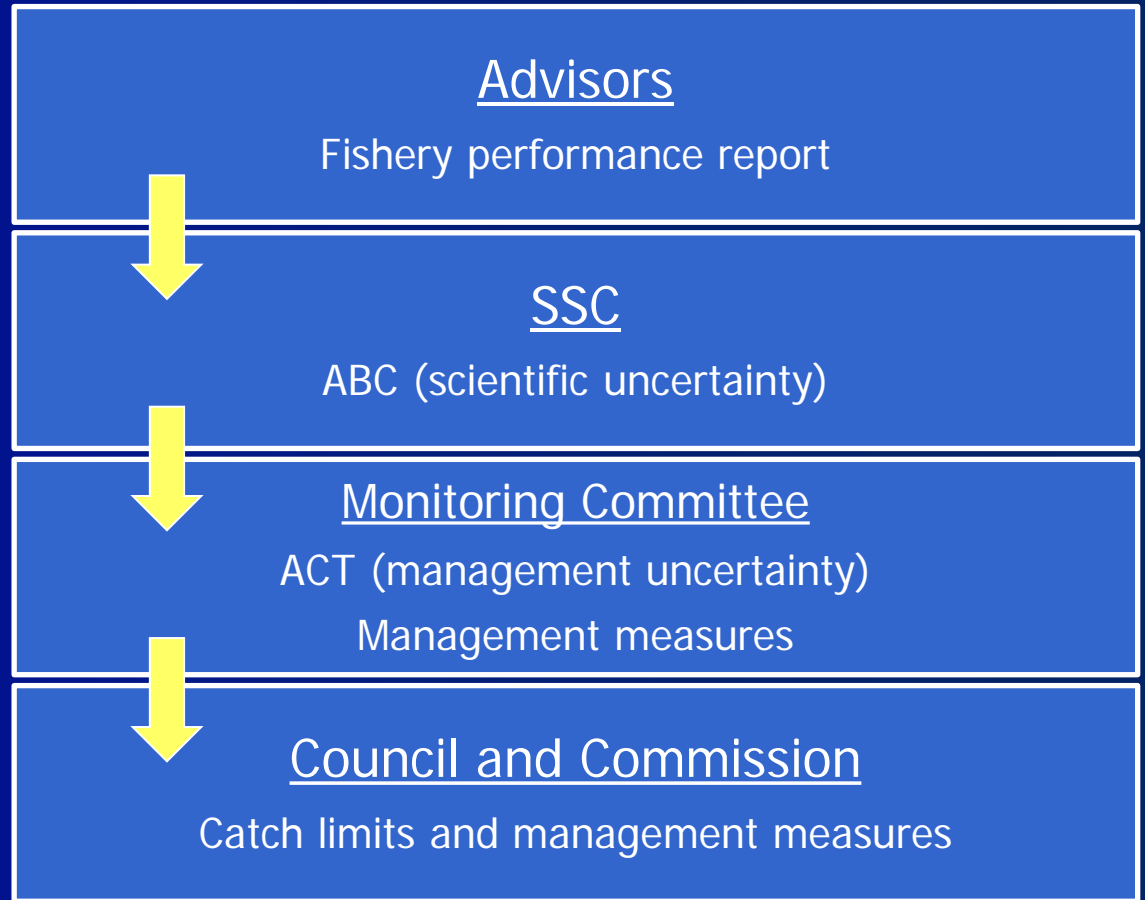 Advisors
Fishery performance report
SSC
ABC (scientific uncertainty)
Monitoring Committee
ACT (management uncertainty)
Management measures
Council and Commission
Catch limits and management measures